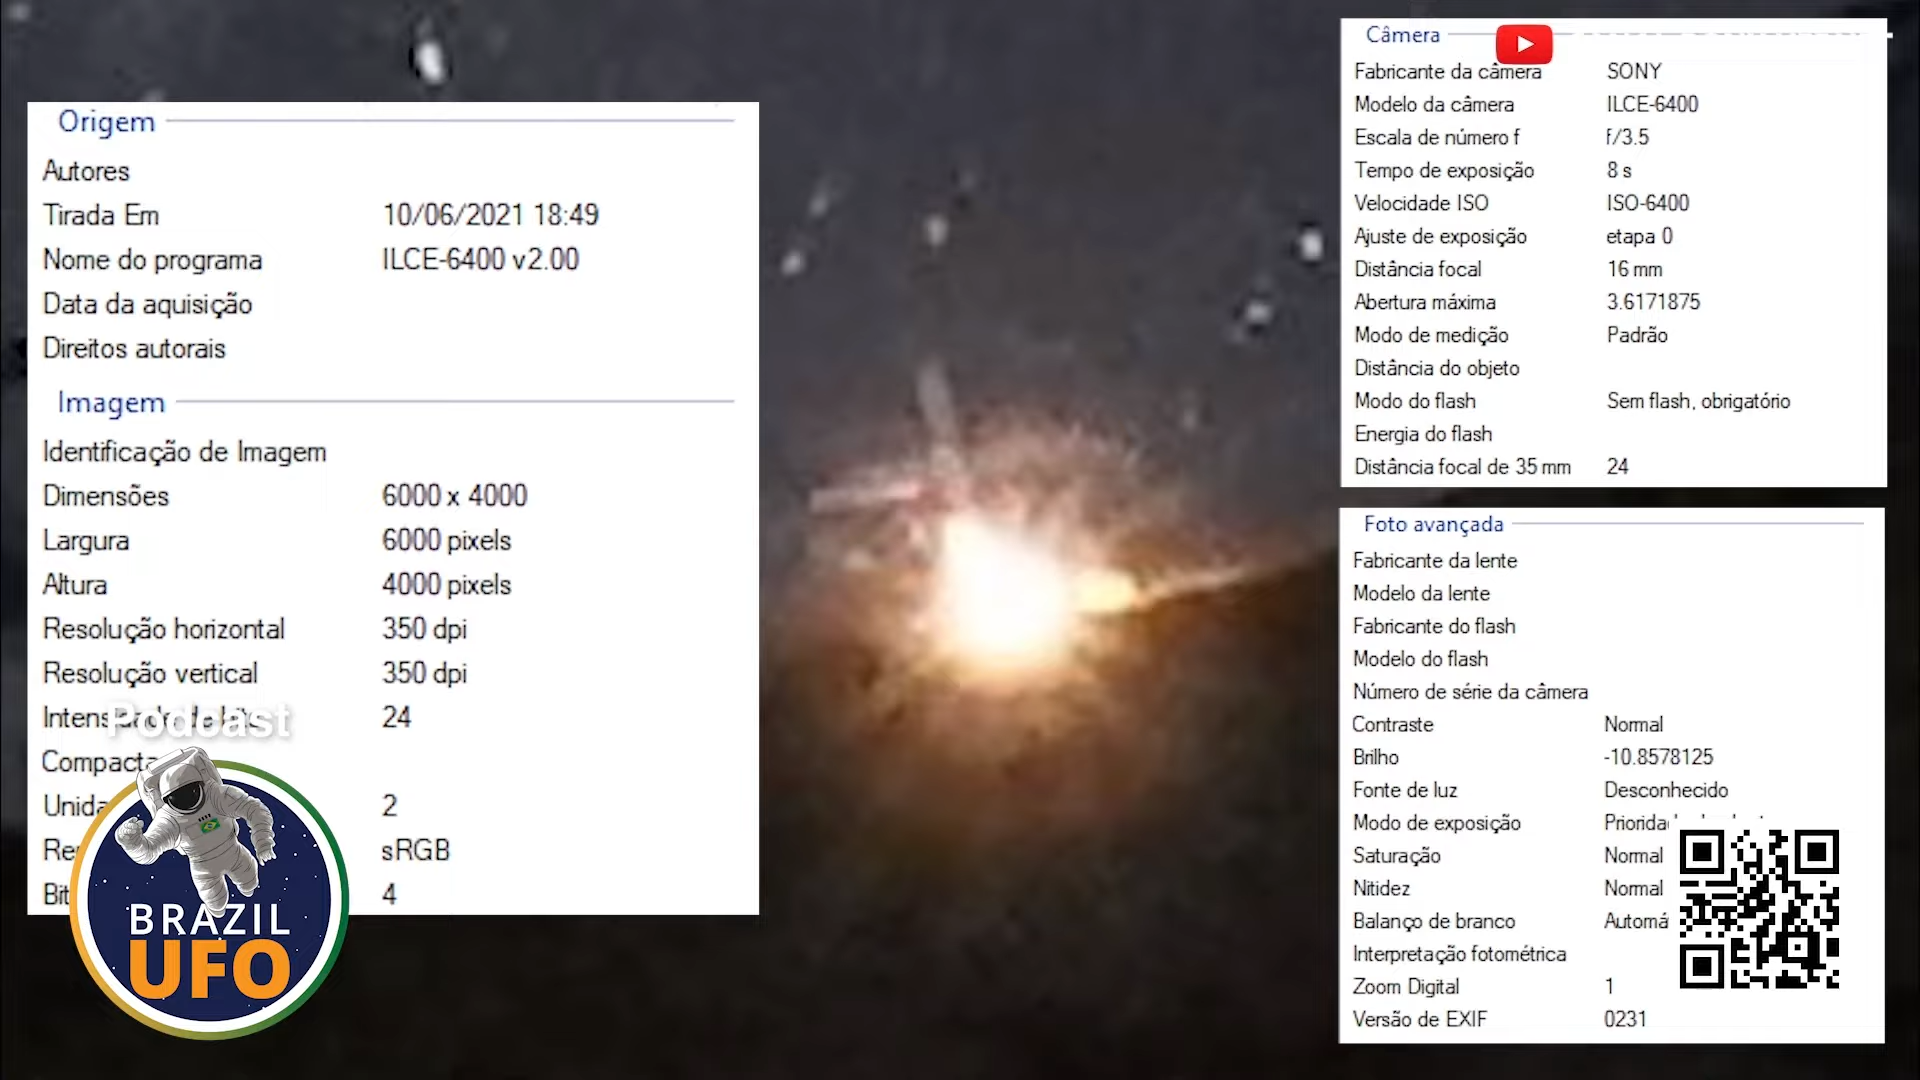 Origem
Autores
Tirada Em 10/06/2021 18:49
Nome do programa ILCE-6400 v2.00
Data da aquisição
Direitos autorais
Imagem
Identificação de Imagem
Dimensões 6000 x 4000
Largura 6000 pixels
Altura 4000 pixels
Resolução horizontal 350 dpi
Resolução vertical 350 dpi
24
Podcast
2
sRGB
4
BRAZIL
UFO
Câmera
Fabricante da câmera SONY
Modelo da câmera ILCE-6400
Escala de número f f/3.5
Tempo de exposição 8 s
Velocidade ISO ISO-6400
Ajuste de exposição etapa 0
Distância focal 16 mm
Abertura máxima 3.6171875
Modo de medição Padrão
Distância do objeto
Modo do flash Sem flash, obrigatório
Energia do flash
Distância focal de 35 mm 24
Foto avançada
Fabricante da lente
Modelo da lente
Fabricante do flash
Modelo do flash
Número de série da câmera
Contraste Normal
Brilho -10.8578125
Fonte de luz Desconhecido
Modo de exposição
Saturação Normal
Nitidez Normal
Balanço de branco
Interpretação fotométrica
Zoom Digital 1
Versão de EXIF 0231